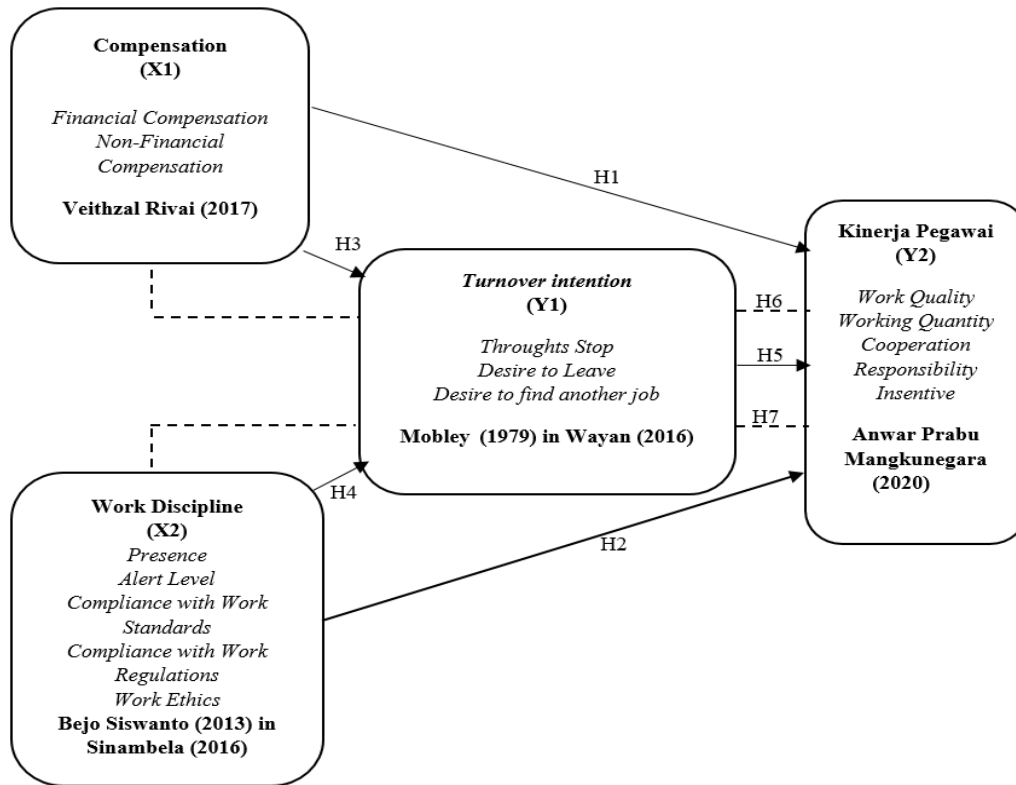 Compensation
(X1)
Financial Compensation
Non-Financial
Compensation
Veithzal Rivai (2017)
H1
H3
Kinerja Pegawai
(Y2)
Work Quality
Working Quantity
Cooperation
Responsibility
Insentive
Anwar Prabu
Mangkunegara
(2020)
Turnover intention
(Y1)
Throughts Stop
Desire to Leave
Desire to find another job
Mobley (1979) in Wayan (2016)
H6
H5
H7
H4
H2
Work Discipline
(X2)
Presence
Alert Level
Compliance with Work
Standards
Compliance with Work
Regulations
Work Ethics
Bejo Siswanto (2013) in
Sinambela (2016)